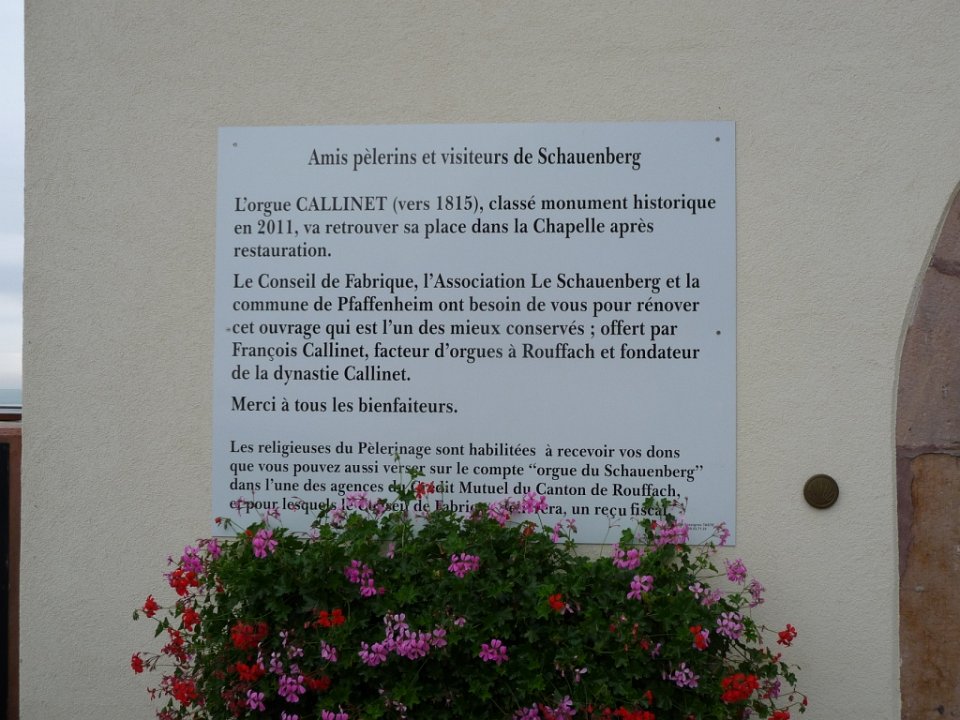 Amis pèlerins et visiteurs de Schauenberg
L'orgue CALLINET (vers 1815), classé monument historique
en 2011, va retrouver sa place dans la Chapelle après
restauration.
Le Conseil de Fabrique, l'Association Le Schauenberg et la
commune de Pfaffenheim ont besoin de vous pour rénover
cet ouvrage qui est l'un des mieux conservés ; offert par
François Callinet, facteur d'orgues à Rouffach et fondateur
de la dynastie Callinet.
Merci à tous les bienfaiteurs.
Les religieuses du Pèlerinage sont habilitées à recevoir vos dons
que vous pouvez aussi verser sur le compte "orgue du Schauenberg"
dans l'une des agences du Crédit Mutuel du Canton de Rouffach,
et pour lesquels le Conseil de Fabrique un reçu fiscal